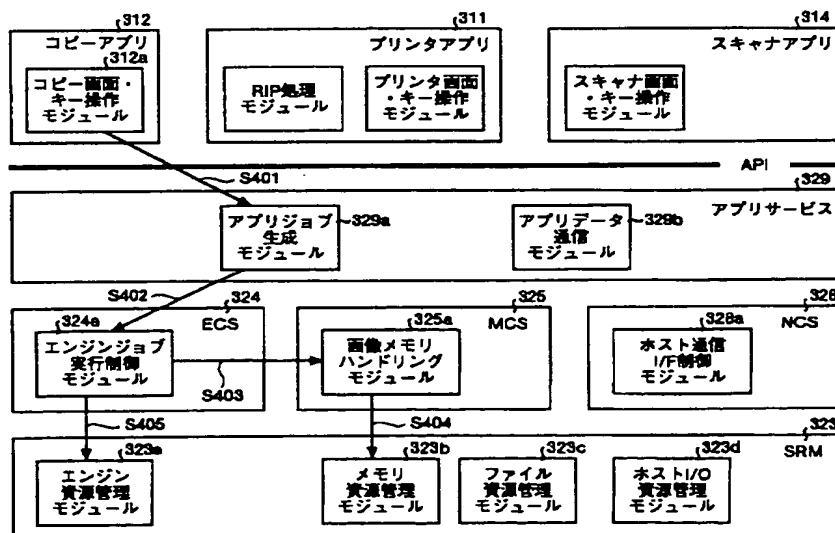 312
コピーアプリ
312a
コピー画面・
キー操作
モジュール
311
プリンタアプリ
RIP処理
モジュール
プリンタ画面
・キー操作
モジュール
314
スキャナアプリ
スキャナ画面
・キー操作
モジュール
API
S401
329
アプリサービス
アプリジョブ
生成
モジュール
329a
アプリデータ
通信
モジュール
329b
S402
324
ECS
324a
エンジンジョブ
実行制御
モジュール
S403
325
MCS
325a
画像メモリ
ハンドリング
モジュール
328
NCS
328a
ホスト通信
I/F制御
モジュール
S405
S404
323
SRM
323a
エンジン
資源管理
モジュール
323b
メモリ
資源管理
モジュール
323c
ファイル
資源管理
モジュール
323d
ホストI/O
資源管理
モジュール